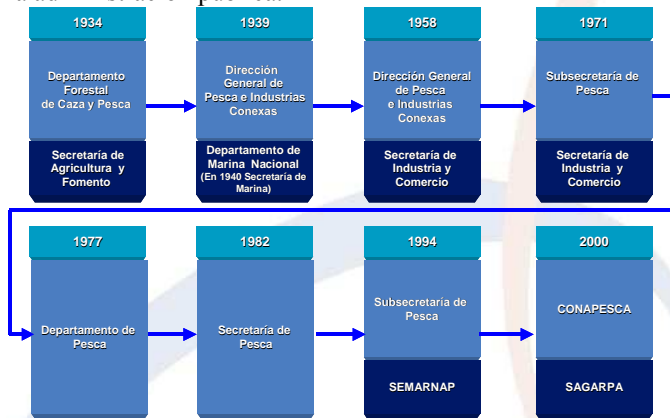 1934
Departamento
Forestal
de Caza y Pesca
Secretaría de
Agricultura y
Fomento
1939
Dirección
General de
Pesca e Industrias
Conexas
Departamento de
Marina Nacional
(En 1940 Secretaría de
Marina)
1958
Dirección General
de Pesca
e Industrias
Conexas
Secretaría de
Industria y
Comercio
1971
Subsecretaría de
Pesca
Secretaría de
Industria y
Comercio
1977
Departamento de
Pesca
1982
Secretaría de
Pesca
1994
Subsecretaría de
Pesca
SEMARNAP
2000
CONAPESCA
SAGARPA